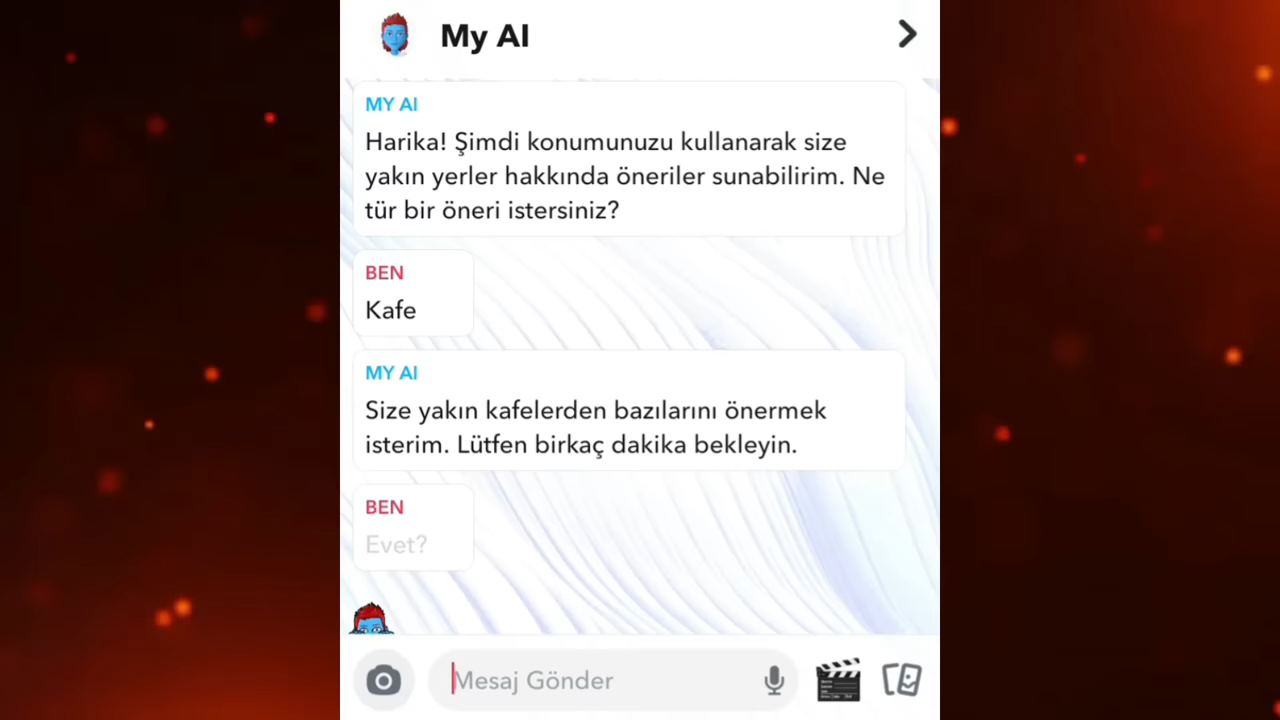 My AI
MY AI
Harika! Şimdi konumunuzu kullanarak size
yakın yerler hakkında öneriler sunabilirim. Ne
tür bir öneri istersiniz?
BEN
Kafe
MY AI
Size yakın kafelerden bazılarını önermek
isterim. Lütfen birkaç dakika bekleyin.
BEN
Evet?
Mesaj Gönder